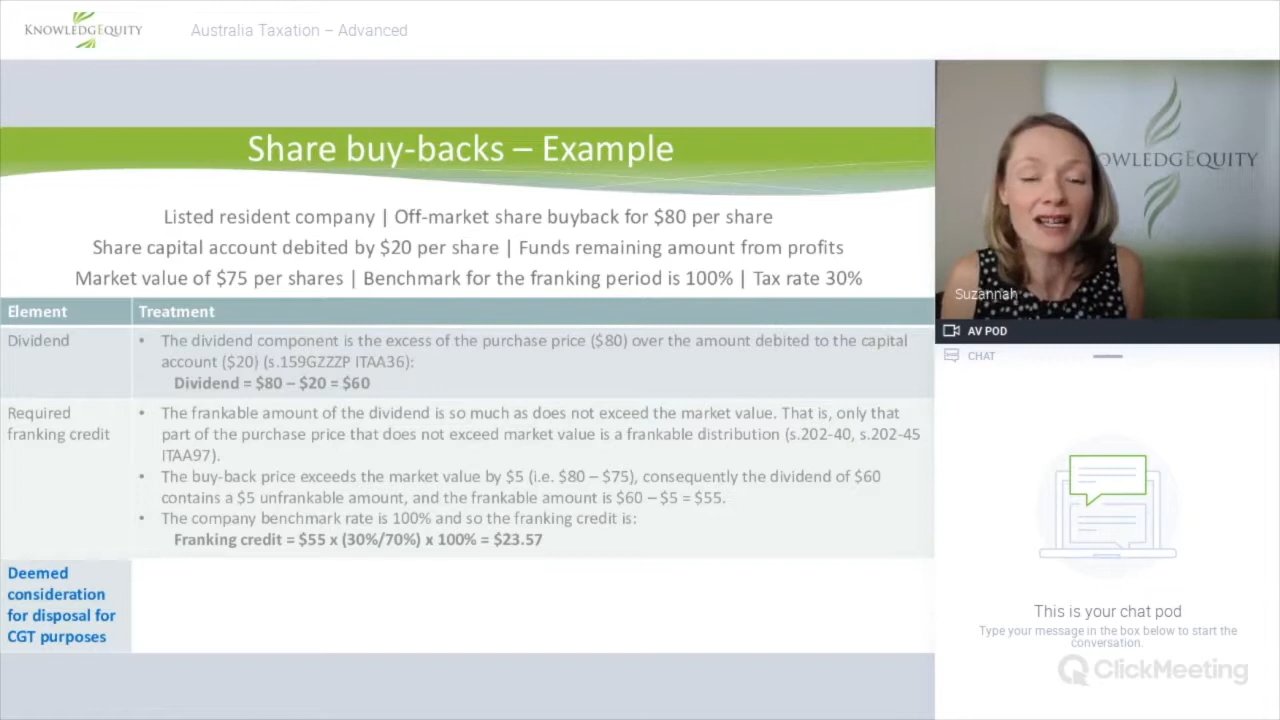 KNOWLEDGEQUITY
Australia Taxation – Advanced
Share buy-backs – Example
Listed resident company | Off-market share buyback for $80 per share
Share capital account debited by $20 per share | Funds remaining amount from profits
Market value of $75 per shares | Benchmark for the franking period is 100% | Tax rate 30%
Element Treatment
Dividend
• The dividend component is the excess of the purchase price ($80) over the amount debited to the capital
account ($20) (s.159GZZZP ITAA36):
Dividend = $80 – $20 = $60
Required
franking credit
• The frankable amount of the dividend is so much as does not exceed the market value. That is, only that
part of the purchase price that does not exceed market value is a frankable distribution (s.202-40, s.202-45
ITAA97).
• The buy-back price exceeds the market value by $5 (i.e. $80 – $75), consequently the dividend of $60
contains a $5 unfrankable amount, and the frankable amount is $60 – $5 = $55.
• The company benchmark rate is 100% and so the franking credit is:
Franking credit = $55 x (30%/70%) x 100% = $23.57
Deemed
consideration
for disposal for
CGT purposes
OWLEDGEQUITY
Suzannah
AV POD
CHAT
This is your chat pod
Type your message in the box below to start the
conversation.
ClickMeeting